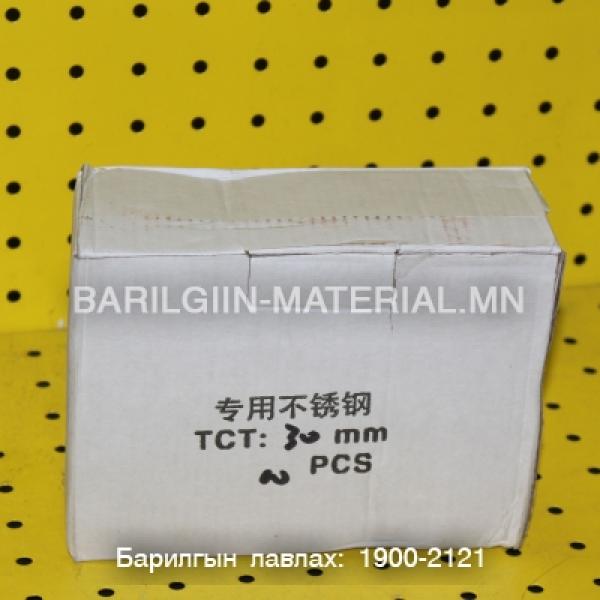 BARILGIIN-MATERIAL.MN
专用不锈钢
TCT: 30 mm
PCS
Барилгын лавлах: 1900-2121